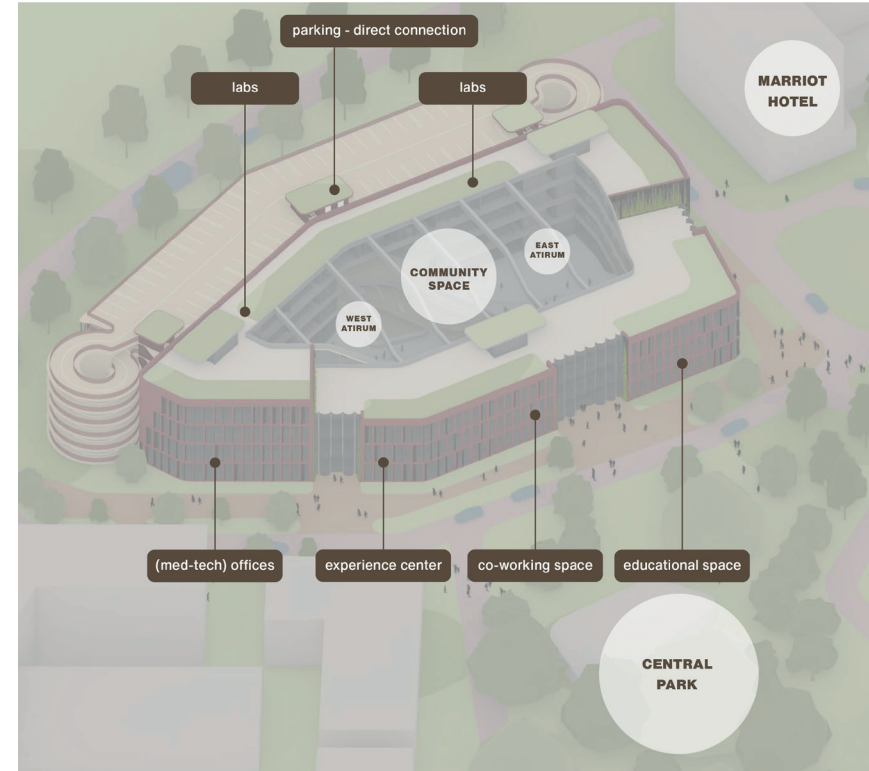 parking - direct connection
labs
labs
MARRIOT
HOTEL
EAST
ATIRUM
COMMUNITY
SPACE
WEST
ATIRUM
(med-tech) offices
experience center
co-working space
educational space
CENTRAL
PARK